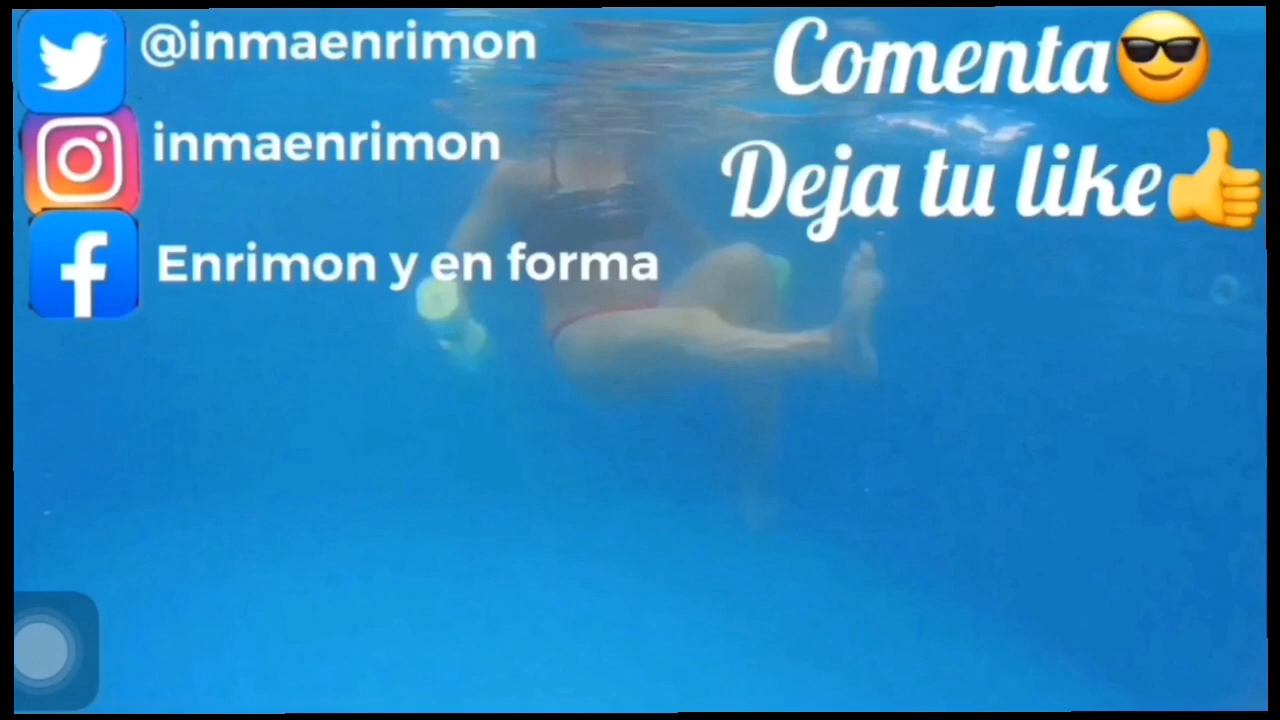 @inmaenrimon
inmaenrimon
Enrimon y en forma
Comenta😎
Deja tu like👍